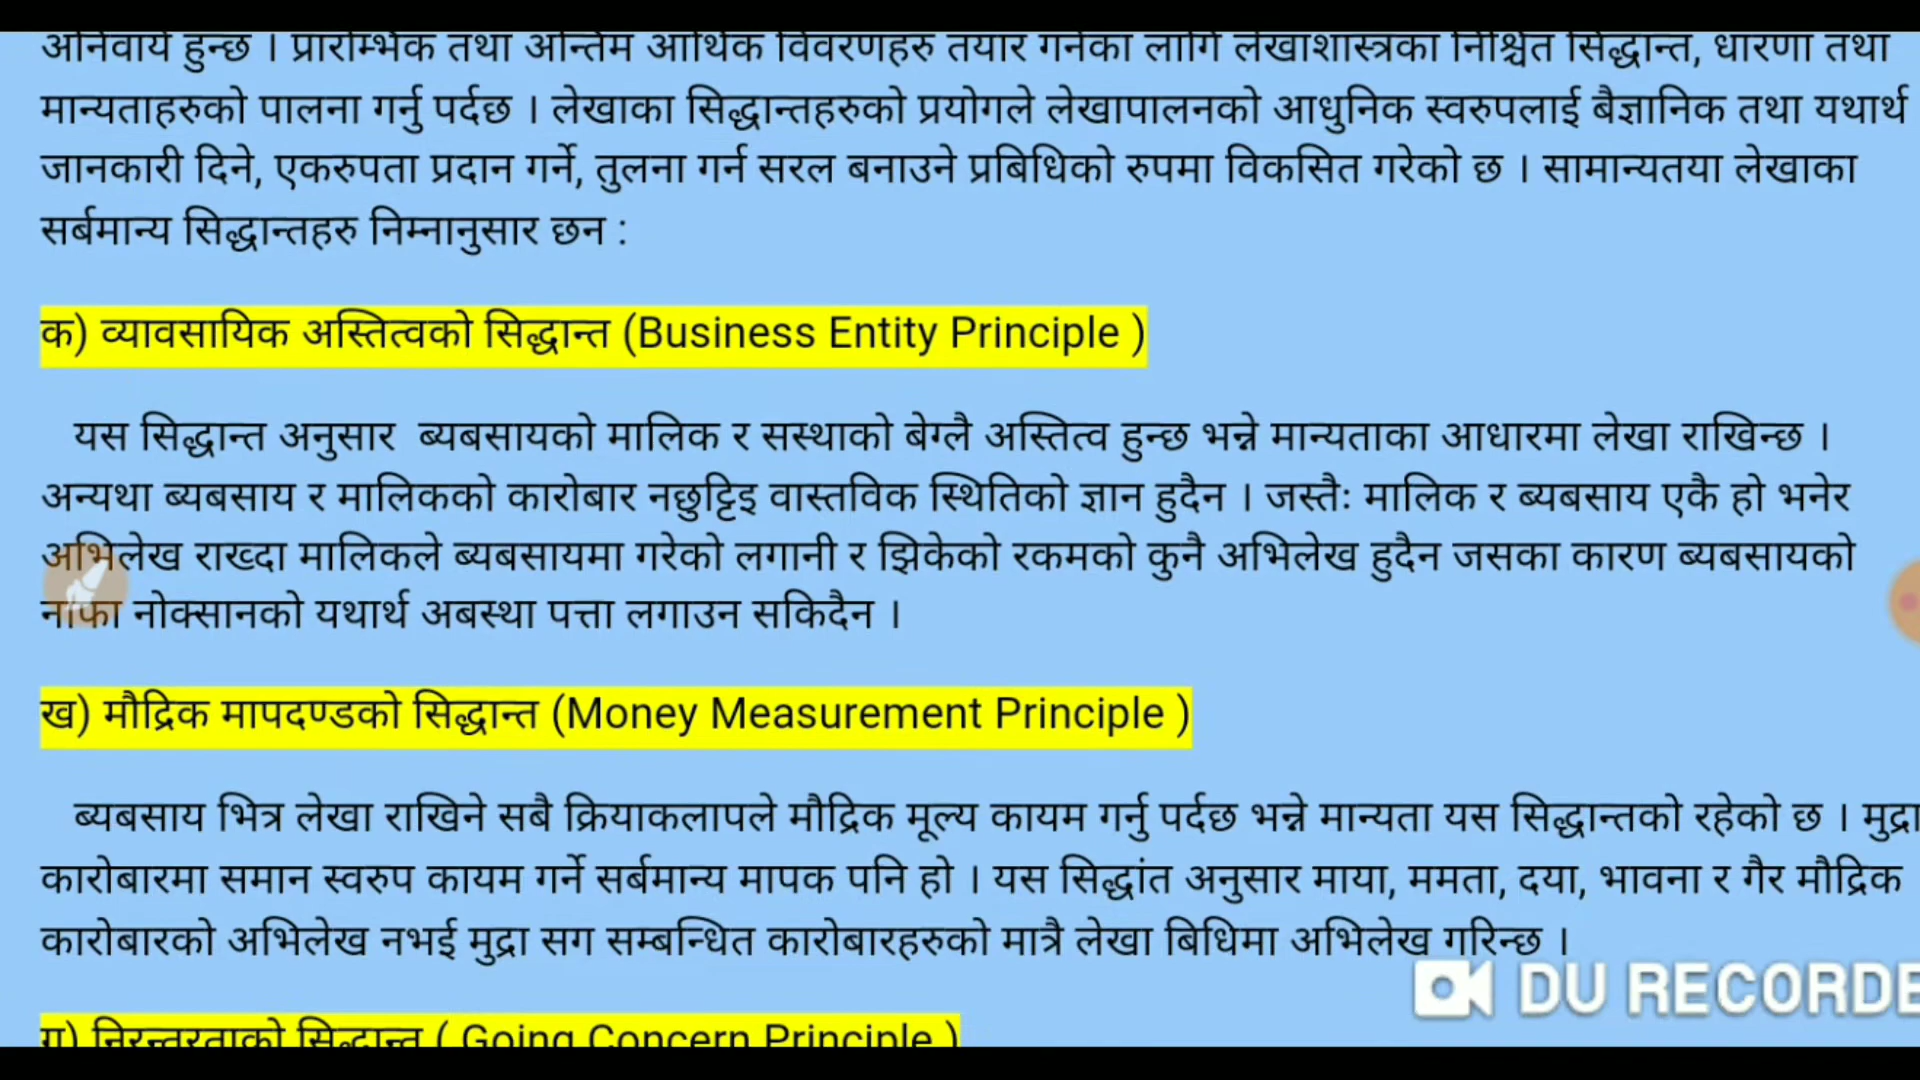 अनिवार्य हुन्छ । प्रारम्भिक तथा अन्तिम आर्थिक विवरणहरु तयार गर्नका लागि लेखाशास्त्रका निश्चित सिद्धान्त, धारणा तथा
मान्यताहरुको पालना गर्नु पर्दछ । लेखाका सिद्धान्तहरुको प्रयोगले लेखापालनको आधुनिक स्वरुपलाई बैज्ञानिक तथा यथार्थ
जानकारी दिने, एकरुपता प्रदान गर्ने, तुलना गर्न सरल बनाउने प्रबिधिको रुपमा विकसित गरेको छ । सामान्यतया लेखाका
सर्बमान्य सिद्धान्तहरु निम्नानुसार छन :
क) व्यावसायिक अस्तित्वको सिद्धान्त (Business Entity Principle )
यस सिद्धान्त अनुसार ब्यबसायको मालिक र सस्थाको बेग्लै अस्तित्व हुन्छ भन्ने मान्यताका आधारमा लेखा राखिन्छ ।
अन्यथा ब्यबसाय र मालिकको कारोबार नछुट्टिइ वास्तविक स्थितिको ज्ञान हुदैन । जस्तैः मालिक र ब्यबसाय एकै हो भनेर
अभिलेख राख्दा मालिकले ब्यबसायमा गरेको लगानी र झिकेको रकमको कुनै अभिलेख हुदैन जसका कारण ब्यबसायको
नाफा नोक्सानको यथार्थ अबस्था पत्ता लगाउन सकिदैन ।
ख) मौद्रिक मापदण्डको सिद्धान्त (Money Measurement Principle )
ब्यबसाय भित्र लेखा राखिने सबै क्रियाकलापले मौद्रिक मूल्य कायम गर्नु पर्दछ भन्ने मान्यता यस सिद्धान्तको रहेको छ । मुद्रा
कारोबारमा समान स्वरुप कायम गर्ने सर्बमान्य मापक पनि हो । यस सिद्धांत अनुसार माया, ममता, दया, भावना र गैर मौद्रिक
कारोबारको अभिलेख नभई मुद्रा सग सम्बन्धित कारोबारहरुको मात्रै लेखा बिधिमा अभिलेख गरिन्छ ।
DU RECORDE
ग) निरन्तरताको सिद्धान्त ( Going Concern Principle )